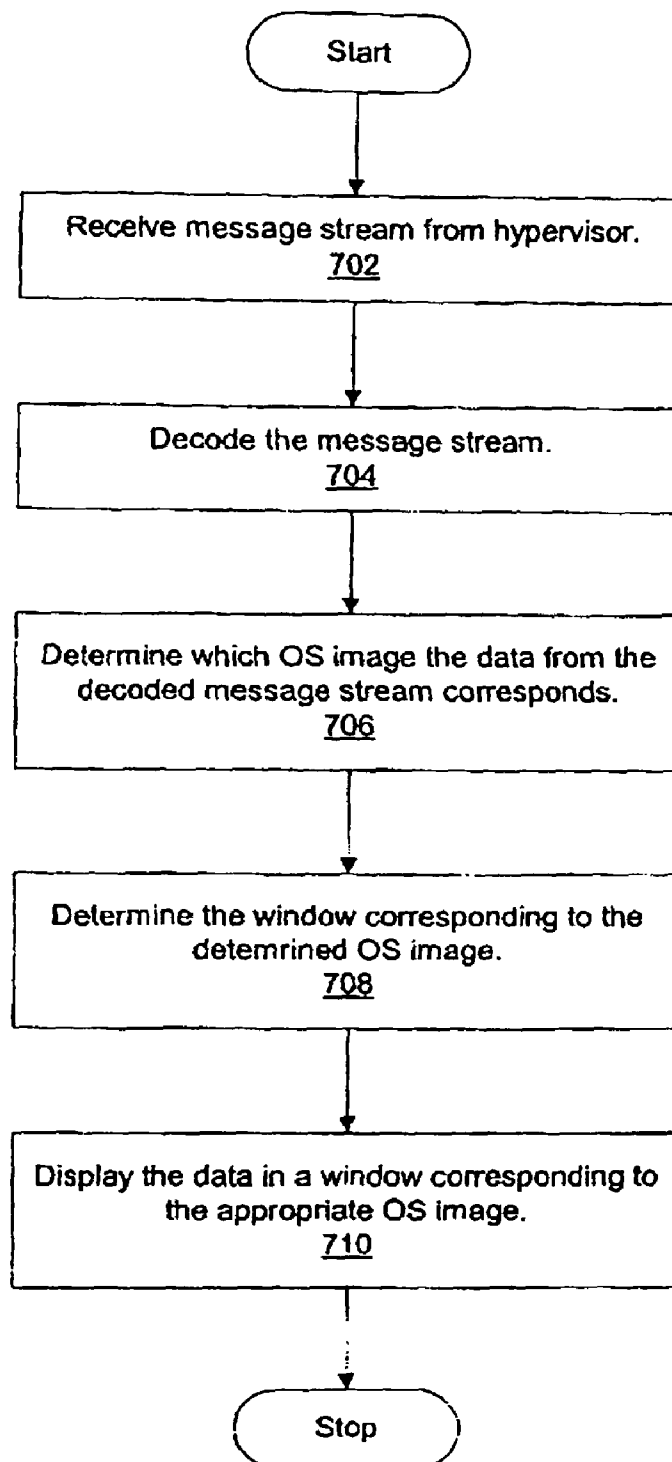 Start
Receive message stream from hypervisor.
702
Decode the message stream.
704
Determine which OS image the data from the
decoded message stream corresponds.
706
Determine the window corresponding to the
detemrined OS image.
708
Display the data in a window corresponding to
the appropriate OS image.
710
Stop